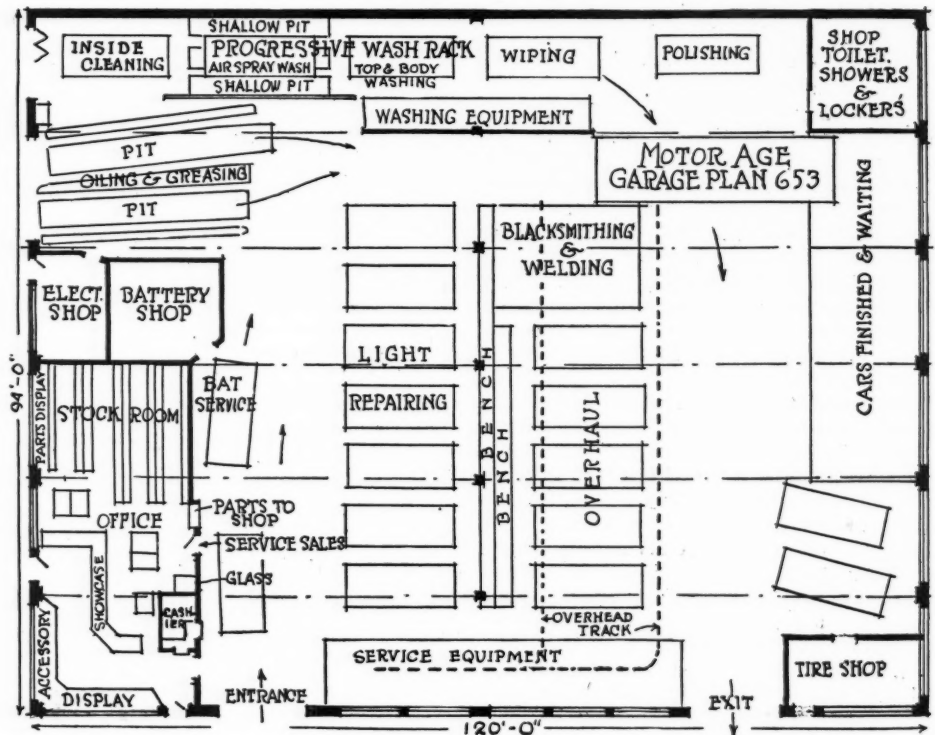 SHALLOW PIT
INSIDE
CLEANING
PROGRESSIVE WASH RACK
AIR SPRAY WASH
TOP & BODY
WASHING
SHALLOW PIT
WIPING
POLISHING
SHOP
TOILET.
SHOWERS
&
LOCKERS
WASHING EQUIPMENT
PIT
OILING & GREASING
PIT
MOTOR AGE
GARAGE PLAN 653
BLACKSMITHING
&
WELDING
CARS FINISHED & WAITING
ELECT.
SHOP
BATTERY
SHOP
94'-0"
PARTS DISPLAY
STOCK ROOM
BAT
SERVICE
LIGHT
REPAIRING
BENCH
BENCH
OVERHAUL
OFFICE
PARTS TO
SHOP
SERVICE SALES
GLASS
SHOWCASE
CASH
IER
ACCESSORY
DISPLAY
OVERHEAD
TRACK
SERVICE EQUIPMENT
TIRE SHOP
ENTRANCE
EXIT
120'-0"